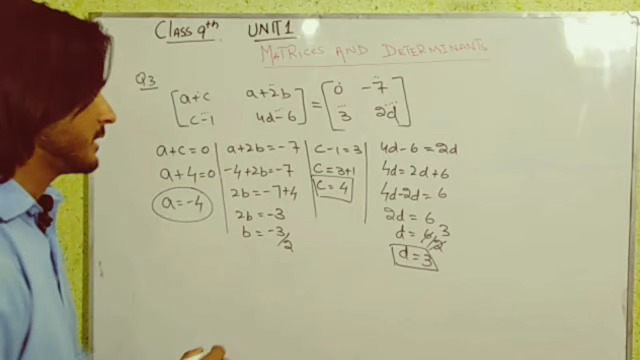 Class 9th UNIT 1
MATRICES AND DETERMINANTS
Q3
[a+c a+2b] = [0 -7]
[c-1 4d-6] [3 2d]
a+c=0 | a+2b=-7 | c-1=3 | 4d-6=2d
a+4=0 | -4+2b=-7 | c=3+1 | 4d=2d+6
a=-4 | 2b=-7+4 | c=4 | 4d-2d=6
2b=-3 | 2d=6
b=-3/2 | d=6/2 3
d=3